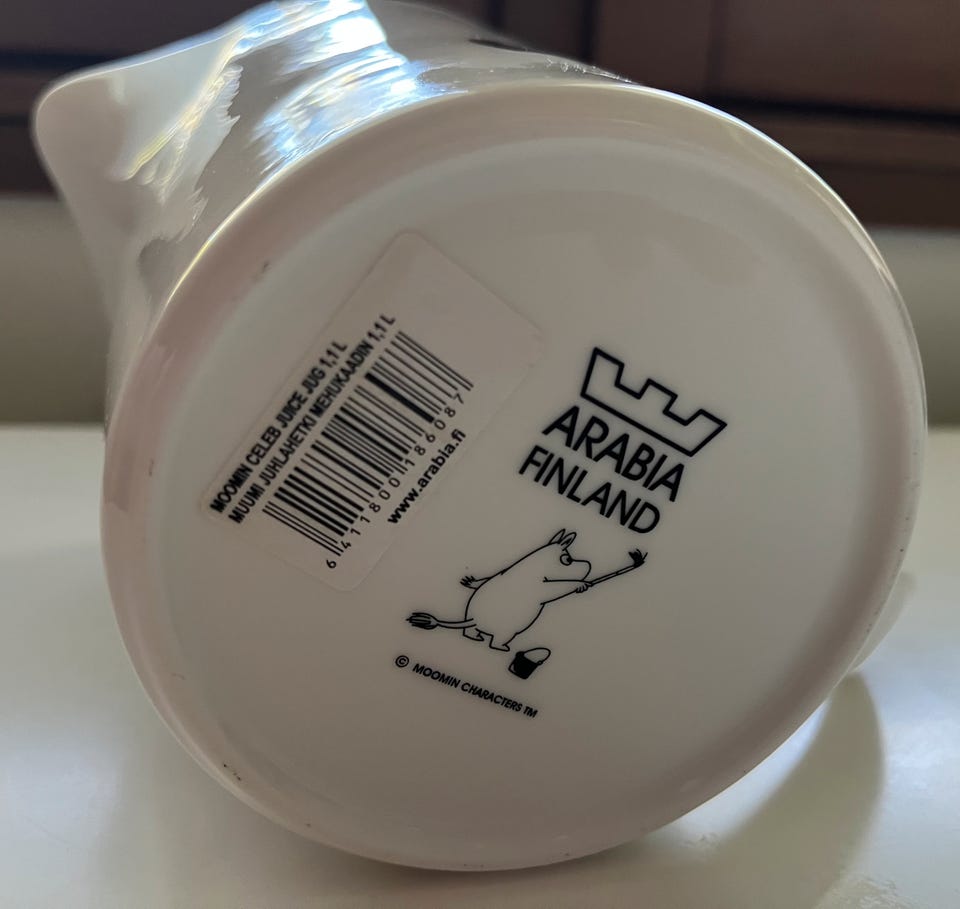 MOOMIN CELEB JUICE JUG 1,1 L
MUUMI JUHLAHETKI MEHUKAADIN 1,1 L
6 411800 186087
www.arabia.fi
ARABIA
FINLAND
© MOOMIN CHARACTERS TM